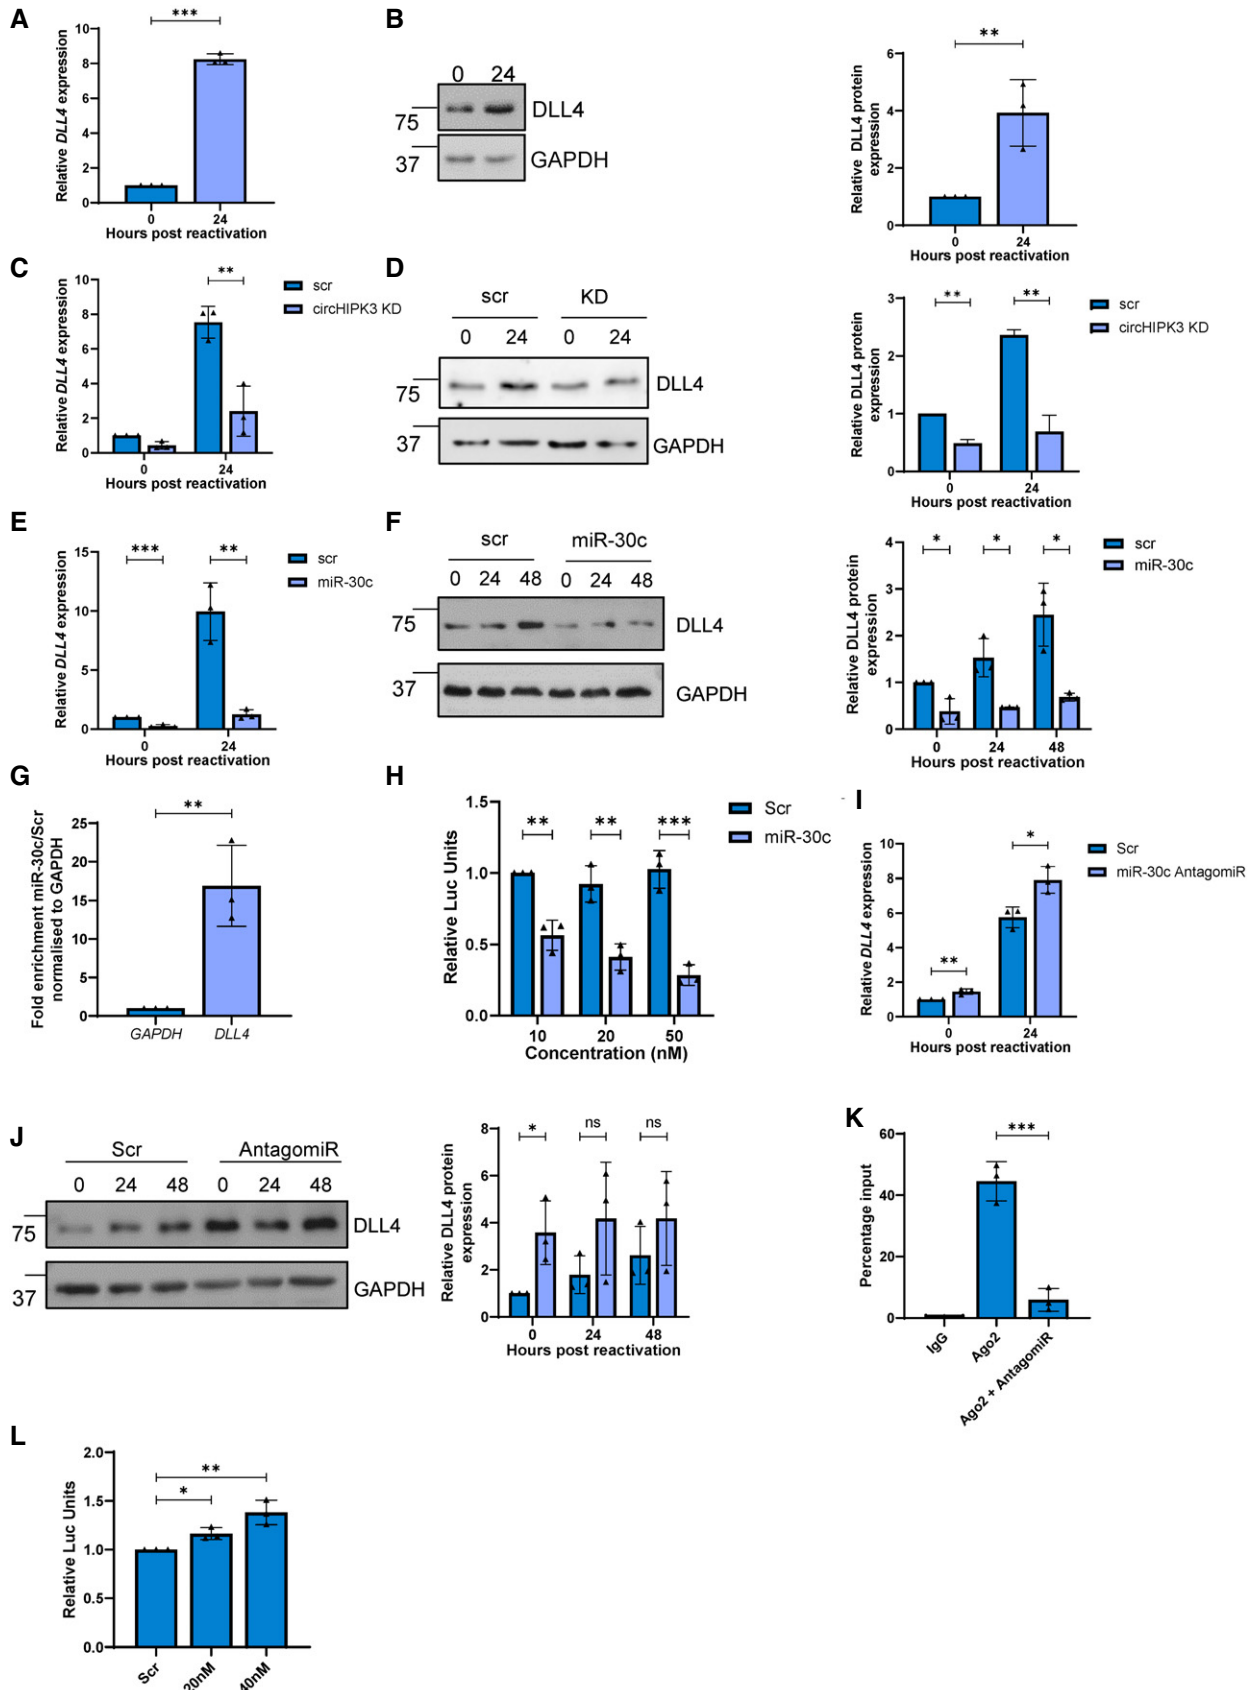 A
Relative DLL4 expression
10
8
6
4
2
0
***
0
24
Hours post reactivation
B
0 24
75
DLL4
37
GAPDH
Relative DLL4 protein
expression
6
4
2
0
**
0
24
Hours post reactivation
C
Relative DLL4 expression
10
8
6
4
2
0
**
0
24
Hours post reactivation
scr
circHIPK3 KD
D
scr KD
0 24 0 24
75
DLL4
37
GAPDH
Relative DLL4 protein
expression
3
2
1
0
** **
0
24
Hours post reactivation
scr
circHIPK3 KD
E
Relative DLL4 expression
15
10
5
0
*** **
0
24
Hours post reactivation
scr
miR-30c
F
scr miR-30c
0 24 48 0 24 48
75
DLL4
37
GAPDH
Relative DLL4 protein
expression
4
3
2
1
0
* * *
0 24 48
Hours post reactivation
scr
miR-30c
G
Fold enrichment miR-30c/Scr
normalised to GAPDH
25
20
15
10
5
0
**
GAPDH DLL4
H
Relative Luc Units
1.5
1.0
0.5
0.0
** ** ***
10 20 50
Concentration (nM)
Scr
miR-30c
I
Relative DLL4 expression
10
8
6
4
2
0
** *
0
24
Hours post reactivation
Scr
miR-30c AntagomiR
J
Scr AntagomiR
0 24 48 0 24 48
75
DLL4
37
GAPDH
Relative DLL4 protein
expression
8
6
4
2
0
* ns ns
0 24 48
Hours post reactivation
K
Percentage input
60
40
20
0
***
IgG
Ago2
Ago2 + AntagomiR
L
Relative Luc Units
2.0
1.5
1.0
0.5
0.0
**
*
Scr
20nM
40nM